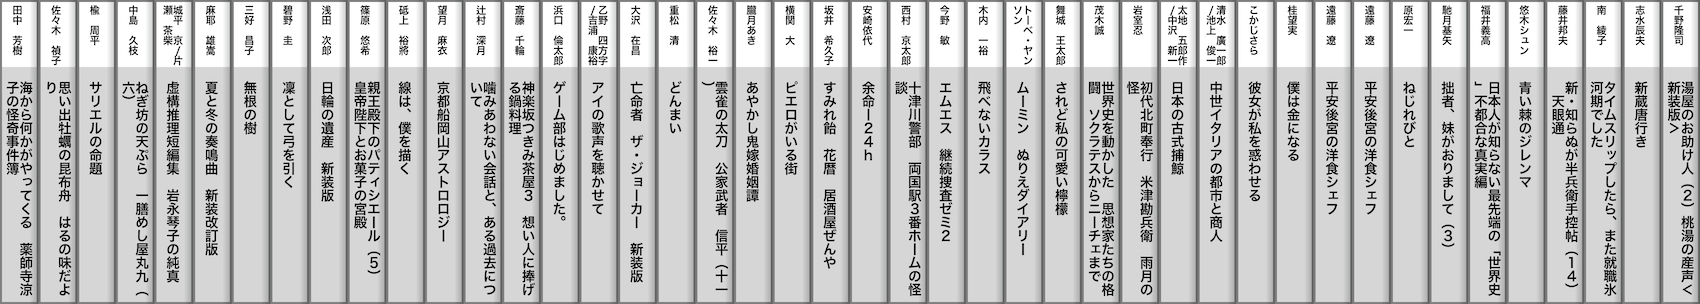 千野隆司
湯屋のお助け人（２）桃湯の産声＜
新装版＞
志水辰夫
新蔵唐行き
南　綾子
タイムスリップしたら、また就職氷
河期でした
藤井邦夫
新・知らぬが半兵衛手控帖（１４）
天眼通
悠木シュン
青い棘のジレンマ
福井義高
日本人が知らない最先端の「世界史
」不都合な真実編
馳月基矢
拙者、妹がおりまして（３）
原宏一
ねじれびと
遠藤　遼
平安後宮の洋食シェフ
遠藤　遼
平安後宮の洋食シェフ
桂望実
僕は金になる
こかじさら
彼女が私を惑わせる
清水　廣一郎
/池上　俊一
中世イタリアの都市と商人
太地　五郎作
/中沢　新一
日本の古式捕鯨
岩室忍
初代北町奉行　米津勘兵衛　雨月の
怪
茂木誠
世界史を動かした　思想家たちの格
闘　ソクラテスからニーチェまで
舞城　王太郎
されど私の可愛い檸檬
トーベ・ヤン
ソン
ムーミン　ぬりえダイアリー
木内　一裕
飛べないカラス
今野　敏
エムエス　継続捜査ゼミ２
西村　京太郎
十津川警部　両国駅３番ホームの怪
談
安崎依代
余命一２４ｈ
坂井　希久子
すみれ飴　花暦　居酒屋ぜんや
横関　大
ピエロがいる街
朧月あき
あやかし鬼嫁婚姻譚
佐々木　裕一
雲雀の太刀　公家武者　信平（十一
）
重松　清
どんまい
大沢　在昌
亡命者　ザ・ジョーカー　新装版
乙野　四方字
/吉浦　康裕
アイの歌声を聴かせて
浜口　倫太郎
ゲーム部はじめました。
斎藤　千輪
神楽坂つきみ茶屋３　想い人に捧げ
る鍋料理
辻村　深月
噛みあわない会話と、ある過去につ
いて
望月　麻衣
京都船岡山アストロロジー
砥上　裕將
線は、僕を描く
篠原　悠希
親王殿下のパティシエール（５）
皇帝陛下とお菓子の宮殿
浅田　次郎
日輪の遺産　新装版
碧野　圭
凜として弓を引く
三好　昌子
無根の樹
麻耶　雄嵩
夏と冬の奏鳴曲　新装改訂版
城平　京/片
瀬　茶柴
虚構推理短編集　岩永琴子の純真
中島　久枝
ねぎ坊の天ぷら　一膳めし屋丸九（
六）
楡　周平
サリエルの命題
佐々木　禎子
思い出牡蠣の昆布舟　はるの味だよ
り
田中　芳樹
海から何かがやってくる　薬師寺涼
子の怪奇事件簿